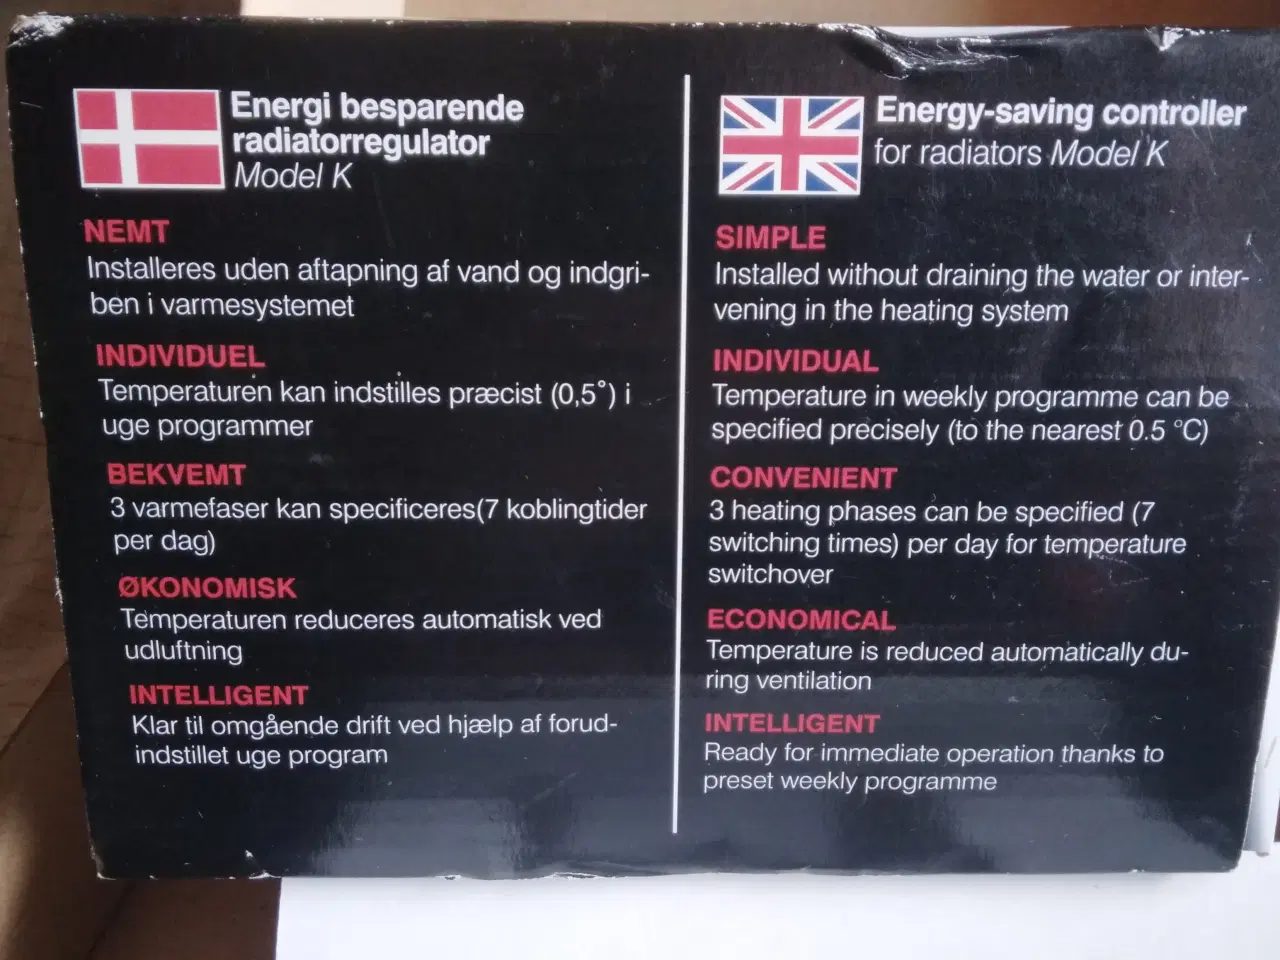 Energi besparende
radiatorregulator
Model K
NEMT
Installeres uden aftapning af vand og indgri-
ben i varmesystemet
INDIVIDUEL
Temperaturen kan indstilles præcist (0,5°) i
uge programmer
BEKVEMT
3 varmefaser kan specificeres(7 koblingtider
per dag)
ØKONOMISK
Temperaturen reduceres automatisk ved
udluftning
INTELLIGENT
Klar til omgående drift ved hjælp af forud-
indstillet uge program
Energy-saving controller
for radiators Model K
SIMPLE
Installed without draining the water or inter-
vening in the heating system
INDIVIDUAL
Temperature in weekly programme can be
specified precisely (to the nearest 0.5 °C)
CONVENIENT
3 heating phases can be specified (7
switching times) per day for temperature
switchover
ECONOMICAL
Temperature is reduced automatically du-
ring ventilation
INTELLIGENT
Ready for immediate operation thanks to
preset weekly programme